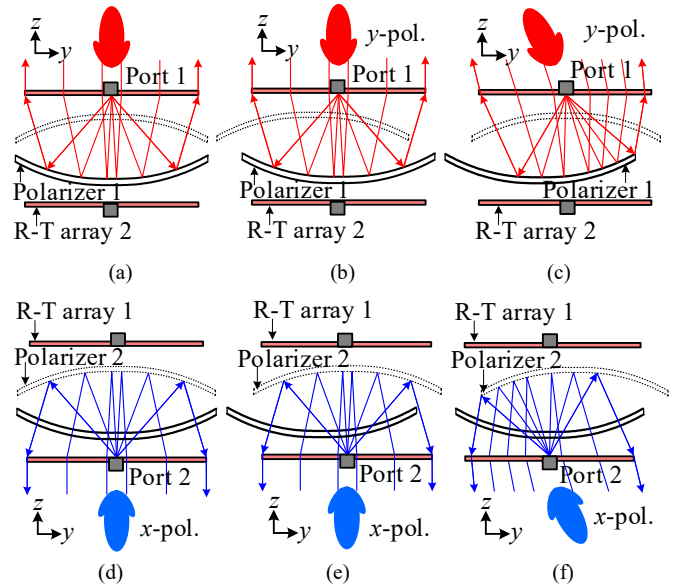 z
y
Port 1
Polarizer 1
R-T array 2
(a)
z
y
y-pol.
Port 1
Polarizer 1
R-T array 2
(b)
z
y
y-pol.
Port 1
Polarizer 1
R-T array 2
(c)
R-T array 1
Polarizer 2
Port 2
z
y
x-pol.
(d)
R-T array 1
Polarizer 2
Port 2
z
y
x-pol.
(e)
R-T array 1
Polarizer 2
Port 2
z
y
x-pol.
(f)